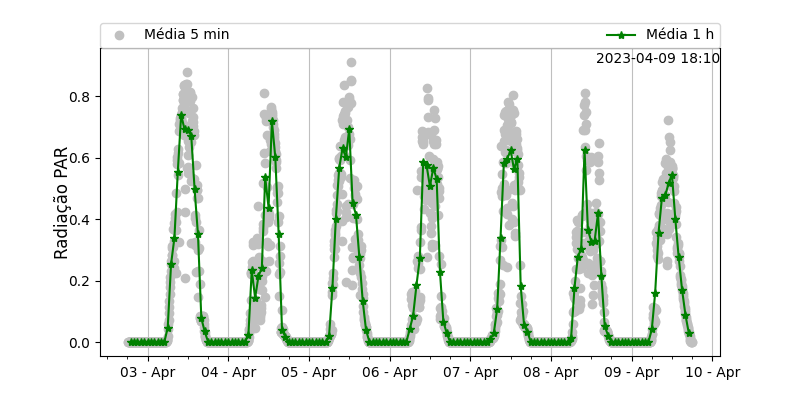 Média 5 min
Média 1 h
2023-04-09 18:10
Radiação PAR
0.8
0.6
0.4
0.2
0.0
03 - Apr
04 - Apr
05 - Apr
06 - Apr
07 - Apr
08 - Apr
09 - Apr
10 - Apr